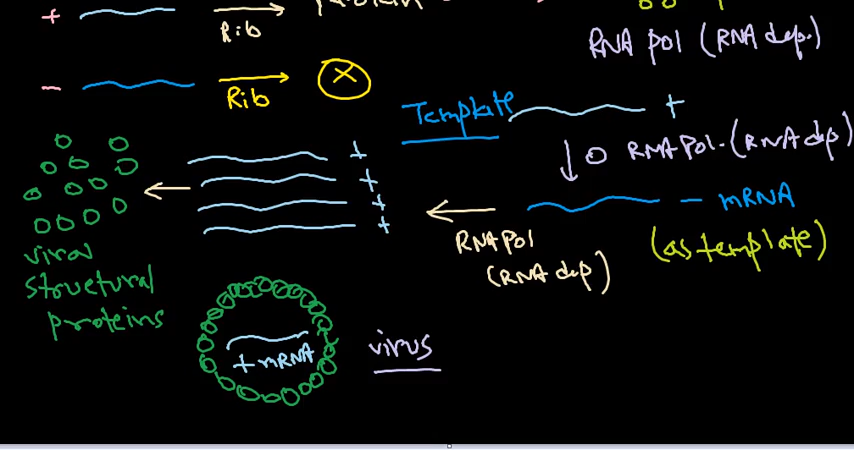 +
Rib
RNA pol (RNA dep.)
-
Rib
X
Template
+
RNA Pol. (RNA dep)
+
+
+
+
- mRNA
(as template)
RNA Pol
(RNA dep)
viral
structural
proteins
+ mRNA
virus